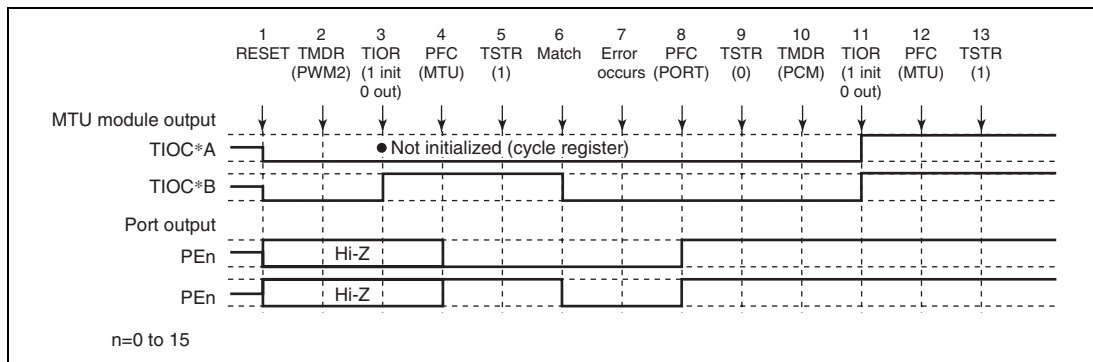 1 2 3 4 5 6 7 8 9 10 11 12 13
RESET TMDR TIOR PFC TSTR Match Error PFC TSTR TMDR TIOR PFC TSTR
(PWM2) (1 init (MTU) (1) occurs (PORT) (0) (PCM) (1 init (MTU) (1)
0 out) 0 out)
MTU module output
TIOC*A ● Not initialized (cycle register)
TIOC*B
Port output
PEn Hi-Z
PEn Hi-Z
n=0 to 15